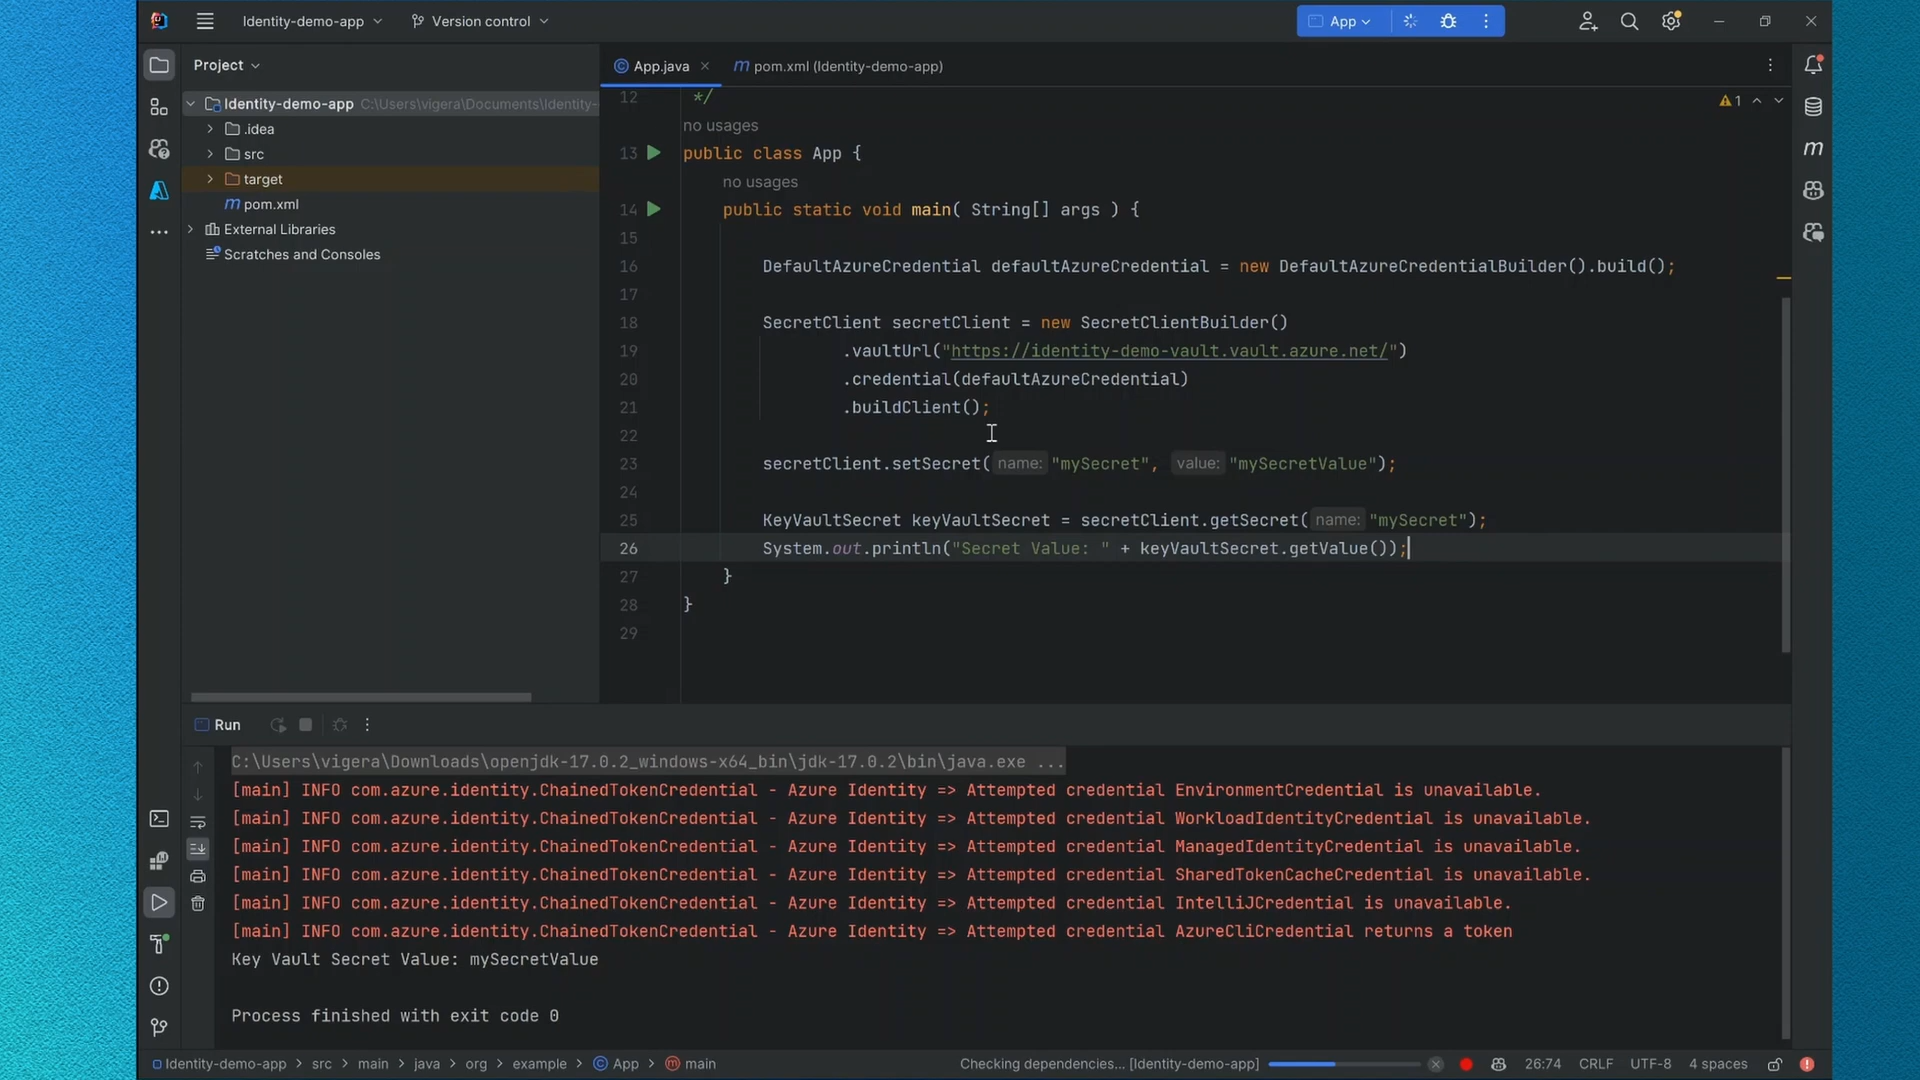 Identity-demo-app
Version control
App
Project
App.java
pom.xml (Identity-demo-app)
Identity-demo-app C:\Users\vigera\Documents\Identity-
.idea
src
target
pom.xml
External Libraries
Scratches and Consoles
1
12 */
no usages
13 public class App {
no usages
14 public static void main( String[] args ) {
15
16 DefaultAzureCredential defaultAzureCredential = new DefaultAzureCredentialBuilder().build();
17
18 SecretClient secretClient = new SecretClientBuilder()
19 .vaultUrl("https://identity-demo-vault.vault.azure.net/")
20 .credential(defaultAzureCredential)
21 .buildClient();
22
23 secretClient.setSecret( name: "mySecret", value: "mySecretValue");
24
25 KeyVaultSecret keyVaultSecret = secretClient.getSecret( name: "mySecret");
26 System.out.println("Secret Value: " + keyVaultSecret.getValue());
27 }
28 }
29
Run
C:\Users\vigera\Downloads\openjdk-17.0.2_windows-x64_bin\jdk-17.0.2\bin\java.exe ...
[main] INFO com.azure.identity.ChainedTokenCredential - Azure Identity => Attempted credential EnvironmentCredential is unavailable.
[main] INFO com.azure.identity.ChainedTokenCredential - Azure Identity => Attempted credential WorkloadIdentityCredential is unavailable.
[main] INFO com.azure.identity.ChainedTokenCredential - Azure Identity => Attempted credential ManagedIdentityCredential is unavailable.
[main] INFO com.azure.identity.ChainedTokenCredential - Azure Identity => Attempted credential SharedTokenCacheCredential is unavailable.
[main] INFO com.azure.identity.ChainedTokenCredential - Azure Identity => Attempted credential IntelliJCredential is unavailable.
[main] INFO com.azure.identity.ChainedTokenCredential - Azure Identity => Attempted credential AzureCliCredential returns a token
Key Vault Secret Value: mySecretValue
Process finished with exit code 0
Identity-demo-app > src > main > java > org > example > App > main
Checking dependencies... [Identity-demo-app]
26:74 CRLF UTF-8 4 spaces